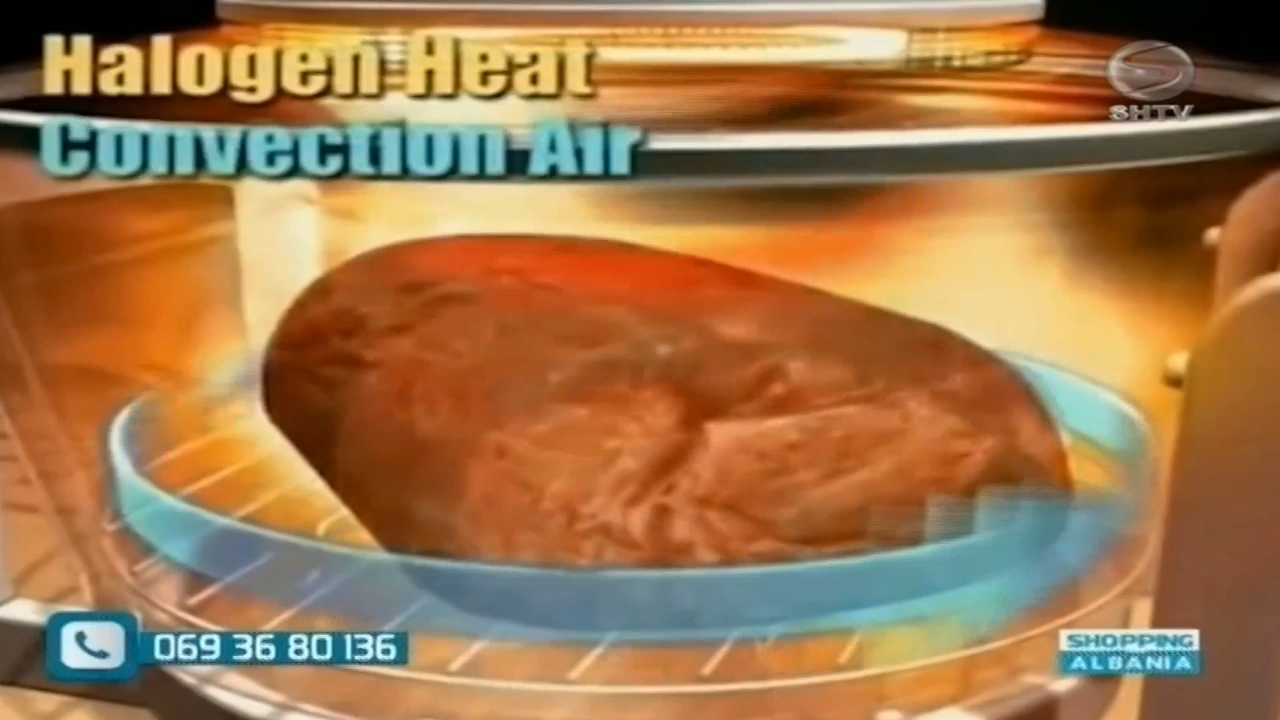 Halogen Heat
SHTV
Convection Air
069 36 80 136
SHOPPING
ALBANIA